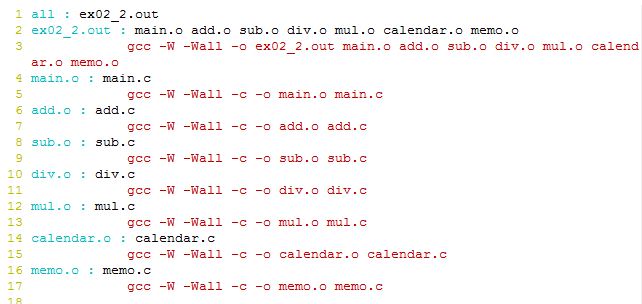 1 all : ex02_2.out
2 ex02_2.out : main.o add.o sub.o div.o mul.o calendar.o memo.o
3 gcc -W -Wall -o ex02_2.out main.o add.o sub.o div.o mul.o calend
ar.o memo.o
4 main.o : main.c
5 gcc -W -Wall -c -o main.o main.c
6 add.o : add.c
7 gcc -W -Wall -c -o add.o add.c
8 sub.o : sub.c
9 gcc -W -Wall -c -o sub.o sub.c
10 div.o : div.c
11 gcc -W -Wall -c -o div.o div.c
12 mul.o : mul.c
13 gcc -W -Wall -c -o mul.o mul.c
14 calendar.o : calendar.c
15 gcc -W -Wall -c -o calendar.o calendar.c
16 memo.o : memo.c
17 gcc -W -Wall -c -o memo.o memo.c
18